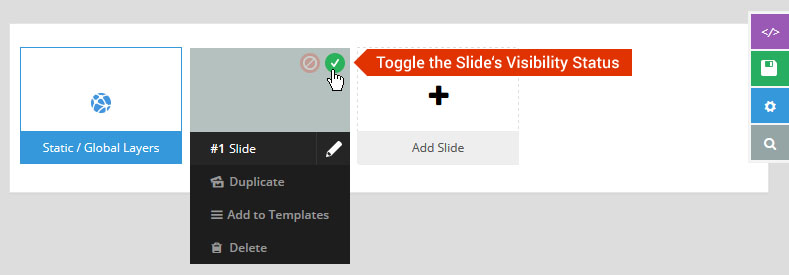 Toggle the Slide's Visibility Status
</>
Static / Global Layers
#1 Slide
Add Slide
Duplicate
Add to Templates
Delete